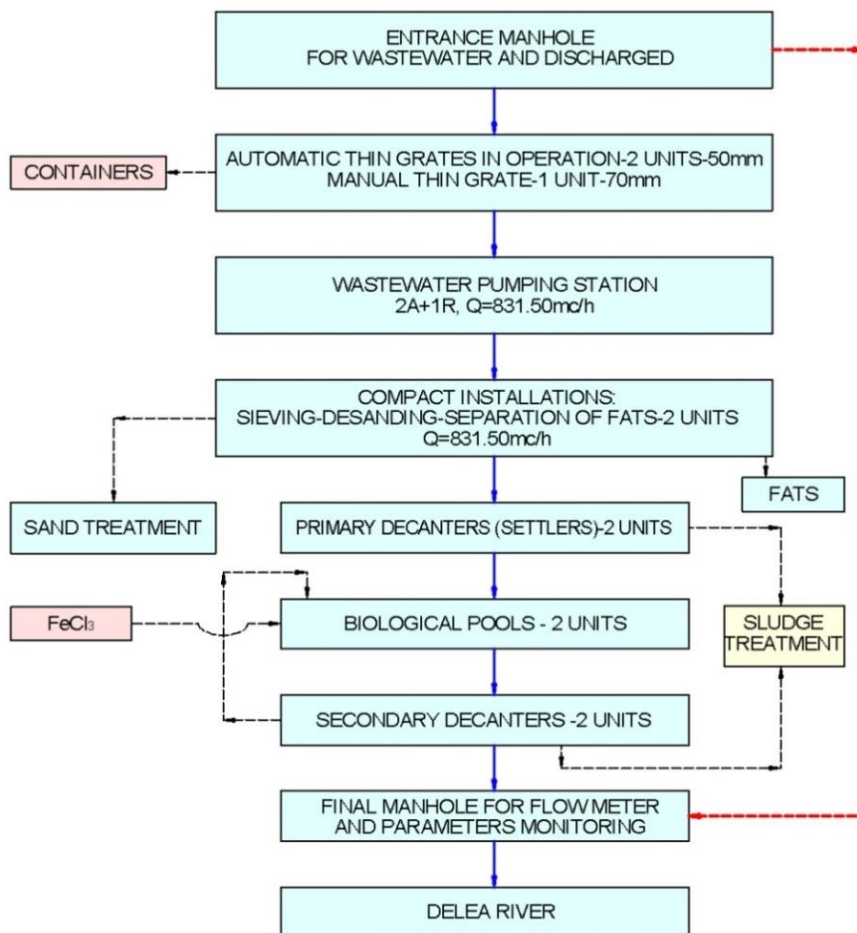 ENTRANCE MANHOLE
FOR WASTEWATER AND DISCHARGED
AUTOMATIC THIN GRATES IN OPERATION-2 UNITS-50mm
MANUAL THIN GRATE-1 UNIT-70mm
CONTAINERS
WASTEWATER PUMPING STATION
2A+1R, Q=831.50mc/h
COMPACT INSTALLATIONS:
SIEVING-DESANDING-SEPARATION OF FATS-2 UNITS
Q=831.50mc/h
FATS
SAND TREATMENT
PRIMARY DECANTERS (SETTLERS)-2 UNITS
FeCl₃
BIOLOGICAL POOLS - 2 UNITS
SLUDGE
TREATMENT
SECONDARY DECANTERS -2 UNITS
FINAL MANHOLE FOR FLOW METER
AND PARAMETERS MONITORING
DELEA RIVER